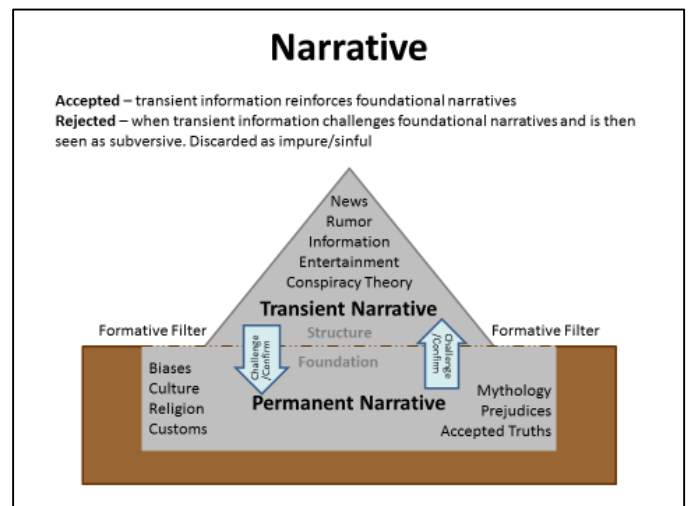 Narrative
Accepted – transient information reinforces foundational narratives
Rejected – when transient information challenges foundational narratives and is then
seen as subversive. Discarded as impure/sinful
News
Rumor
Information
Entertainment
Conspiracy Theory
Transient Narrative
Formative Filter
Structure
Formative Filter
Challenge
/Confirm
Challenge
/Confirm
Foundation
Biases
Culture
Religion
Customs
Permanent Narrative
Mythology
Prejudices
Accepted Truths